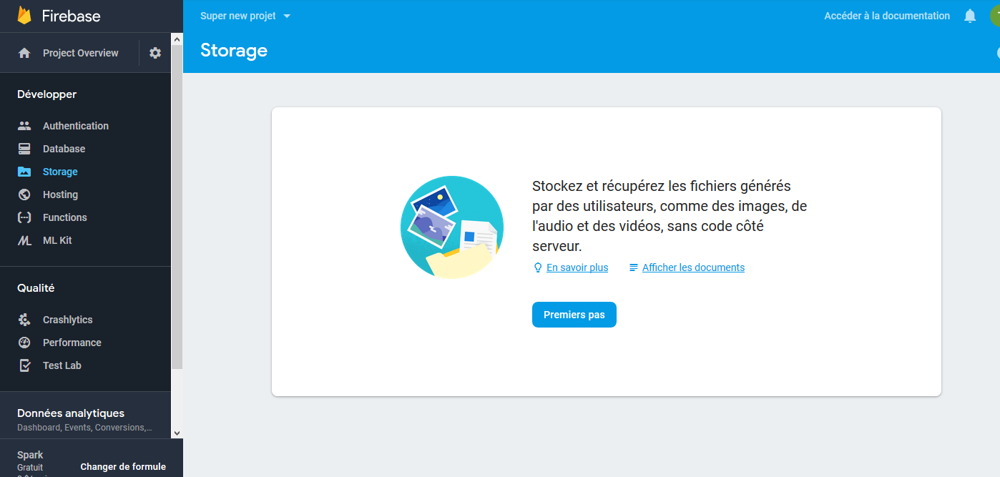 Firebase
Super new projet
Accéder à la documentation
Project Overview
Storage
Développer
Authentication
Database
Storage
Hosting
Functions
ML Kit
Stockez et récupérez les fichiers générés
par des utilisateurs, comme des images, de
l'audio et des vidéos, sans code côté
serveur.
En savoir plus
Afficher les documents
Premiers pas
Qualité
Crashlytics
Performance
Test Lab
Données analytiques
Dashboard, Events, Conversions,...
Spark
Gratuit
Changer de formule